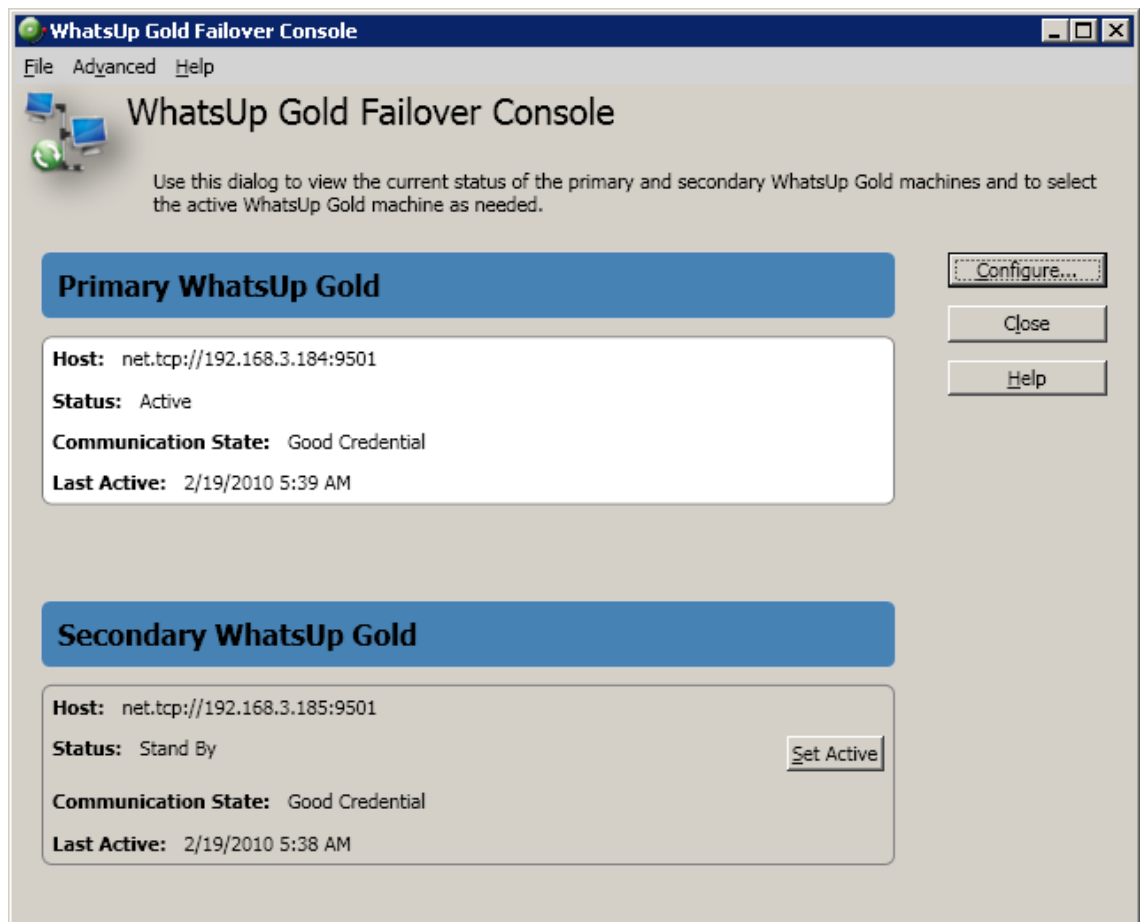 WhatsUp Gold Failover Console
File Advanced Help
WhatsUp Gold Failover Console
Use this dialog to view the current status of the primary and secondary WhatsUp Gold machines and to select
the active WhatsUp Gold machine as needed.
Primary WhatsUp Gold
Configure...
Close
Help
Host: net.tcp://192.168.3.184:9501
Status: Active
Communication State: Good Credential
Last Active: 2/19/2010 5:39 AM
Secondary WhatsUp Gold
Host: net.tcp://192.168.3.185:9501
Status: Stand By
Set Active
Communication State: Good Credential
Last Active: 2/19/2010 5:38 AM